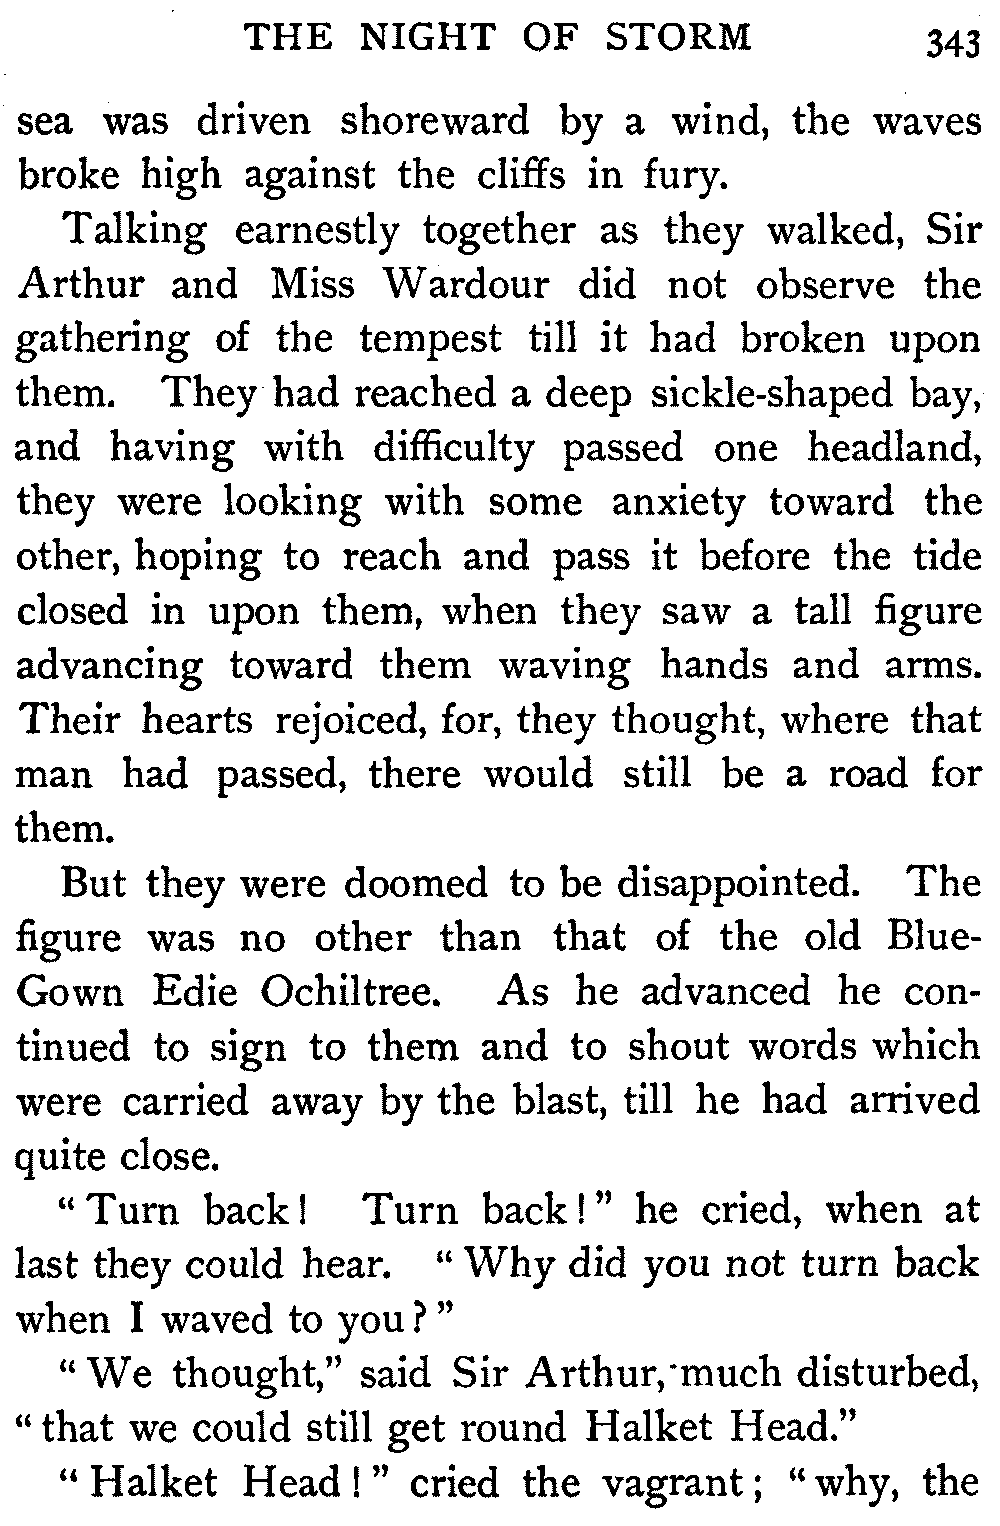 THE NIGHT OF STORM 343
sea was driven shoreward by a wind, the waves
broke high against the cliffs in fury.
Talking earnestly together as they walked, Sir
Arthur and Miss Wardour did not observe the
gathering of the tempest till it had broken upon
them. They had reached a deep sickle-shaped bay,
and having with difficulty passed one headland,
they were looking with some anxiety toward the
other, hoping to reach and pass it before the tide
closed in upon them, when they saw a tall figure
advancing toward them waving hands and arms.
Their hearts rejoiced, for, they thought, where that
man had passed, there would still be a road for
them.
But they were doomed to be disappointed. The
figure was no other than that of the old Blue-
Gown Edie Ochiltree. As he advanced he con-
tinued to sign to them and to shout words which
were carried away by the blast, till he had arrived
quite close.
“Turn back! Turn back!” he cried, when at
last they could hear. “Why did you not turn back
when I waved to you?”
“We thought,” said Sir Arthur, much disturbed,
“that we could still get round Halket Head.”
“Halket Head!” cried the vagrant; “why, the